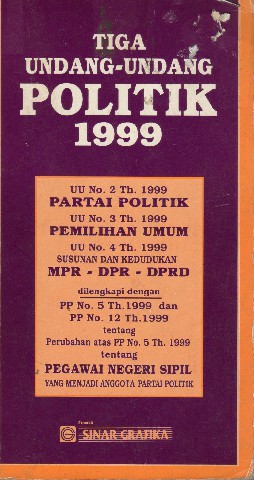 TIGA
UNDANG-UNDANG
POLITIK
1999
UU No. 2 Th. 1999
PARTAI POLITIK
UU No. 3 Th. 1999
PEMILIHAN UMUM
UU No. 4 Th. 1999
SUSUNAN DAN KEDUDUKAN
MPR - DPR - DPRD
dilengkapi dengan
PP No. 5 Th.1999 dan
PP No. 12 Th.1999
tentang
Perubahan atas PP No. 5 Th. 1999
tentang
PEGAWAI NEGERI SIPIL
YANG MENJADI ANGGOTA PARTAI POLITIK
Penerbit
SINAR GRAFIKA